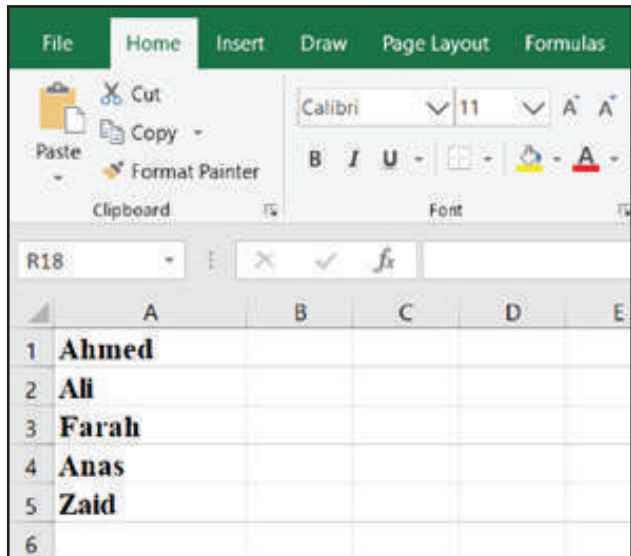 File Home Insert Draw Page Layout Formulas
Cut
Copy
Paste
Format Painter
Clipboard
Calibri 11 A A
B I U A
Font
R18 fx
A B C D E
1 Ahmed
2 Ali
3 Farah
4 Anas
5 Zaid
6